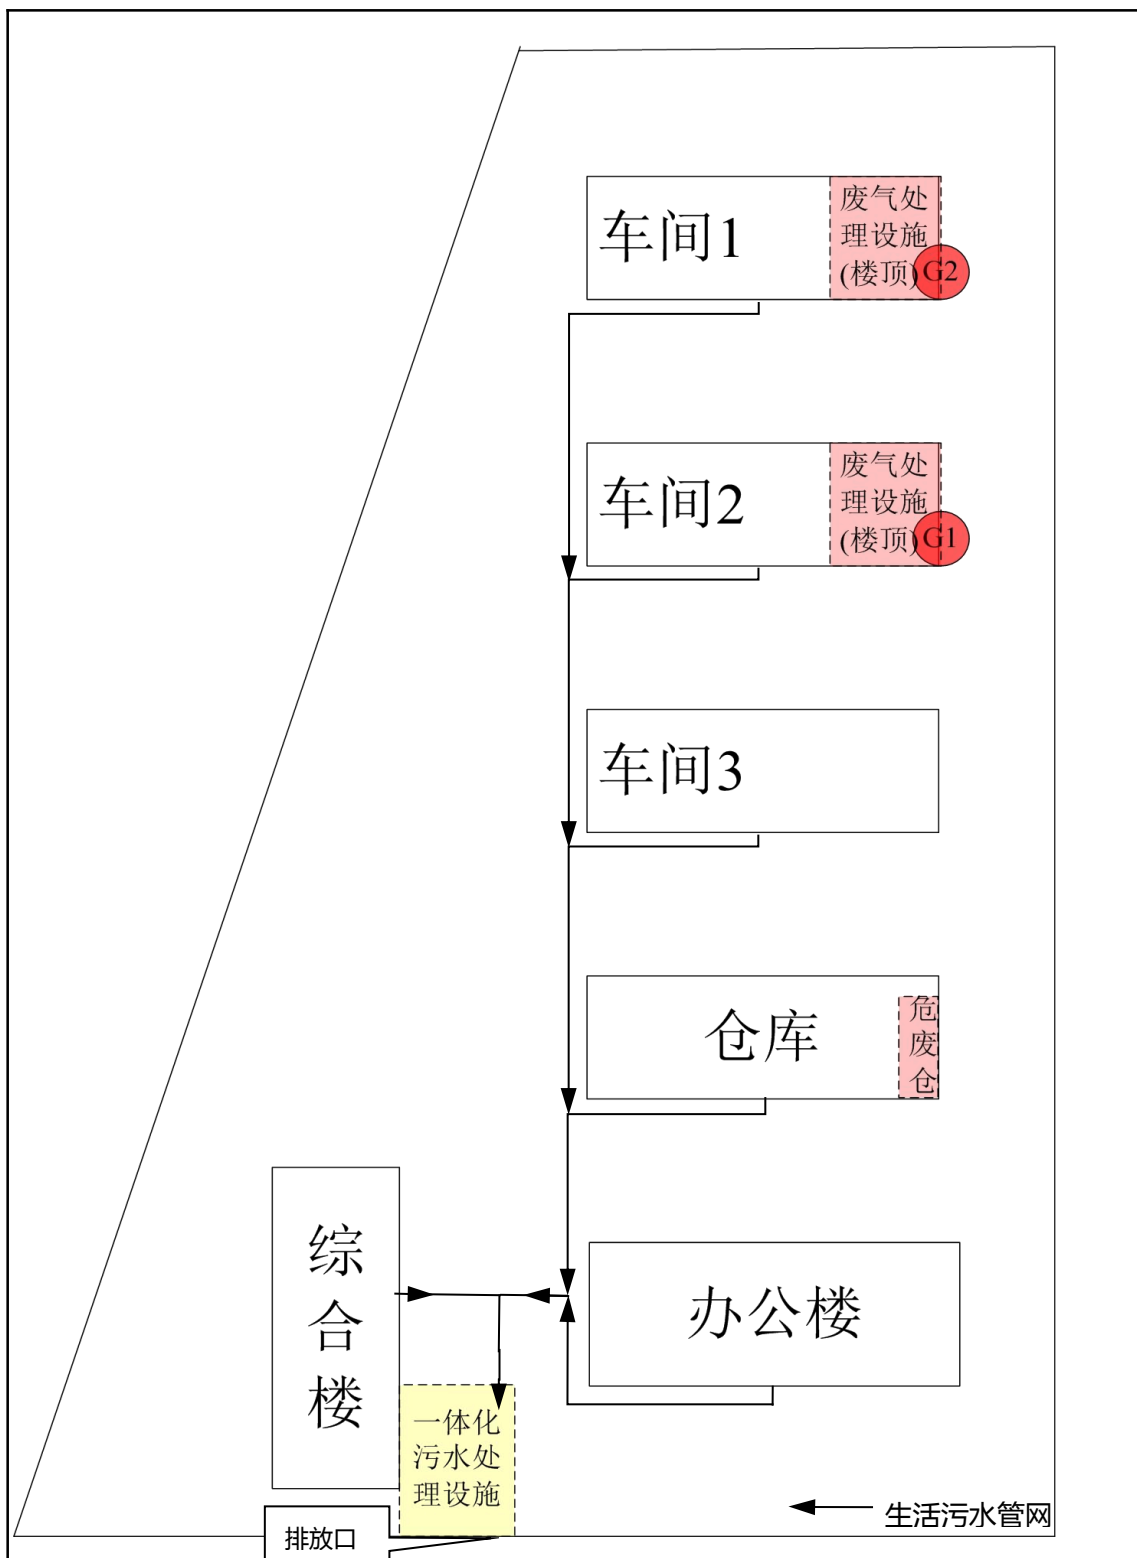 车间1
废气处
理设施
(楼顶)
G2
车间2
废气处
理设施
(楼顶)
G1
车间3
仓库
危
废
仓
综
合
楼
办公楼
一体化
污水处
理设施
排放口
生活污水管网